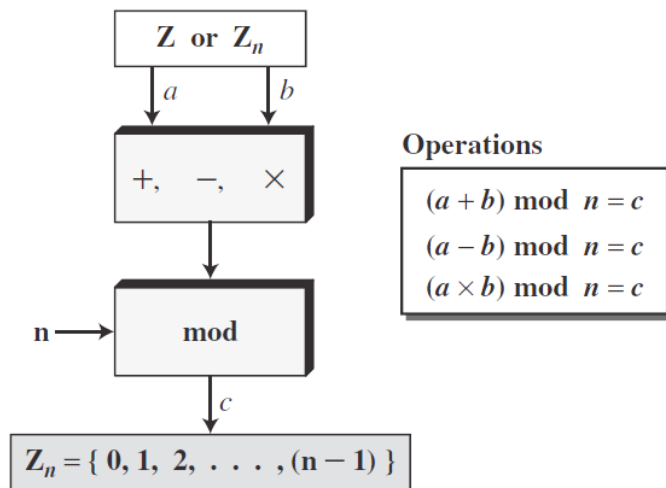 Z or Zₙ
a b
+, −, ×
n mod
c
Zₙ = { 0, 1, 2, . . . , (n − 1) }
Operations
(a + b) mod n = c
(a − b) mod n = c
(a × b) mod n = c